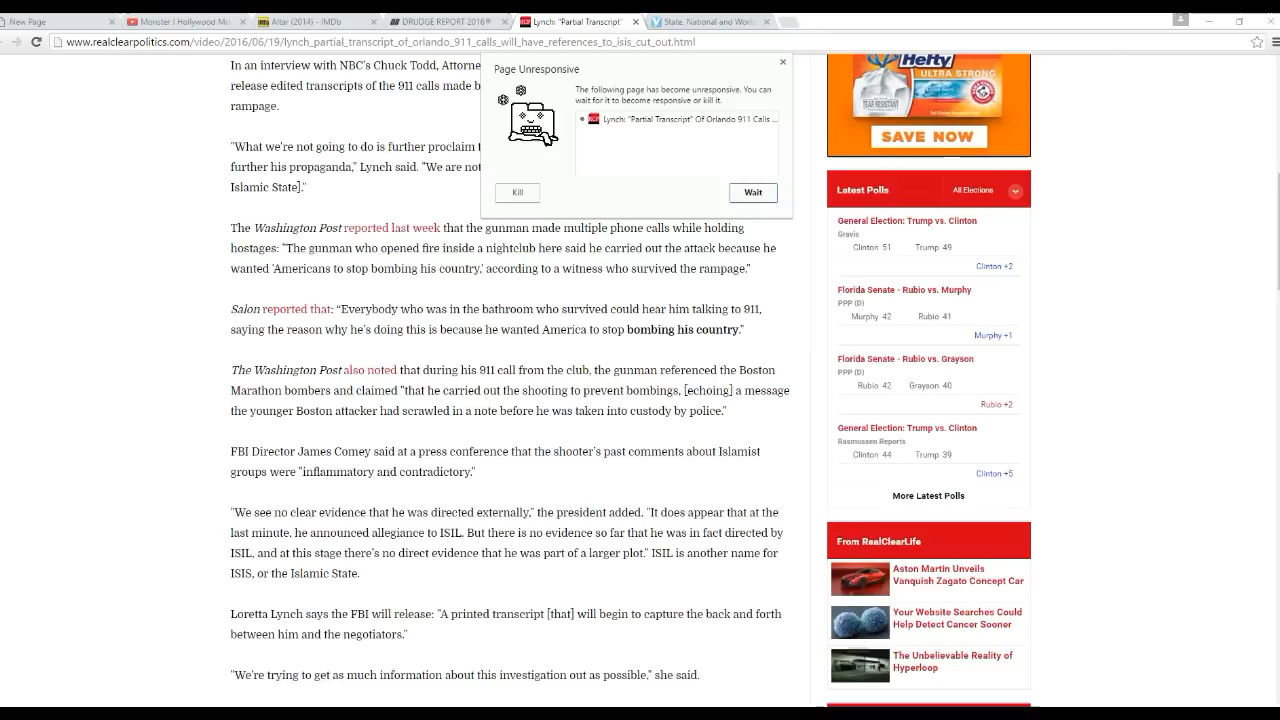 New Page
Monster | Hollywood Me
Altar (2014) - IMDb
DRUDGE REPORT 2016®
Lynch: "Partial Transcript"
State, National and World
www.realclearpolitics.com/video/2016/06/19/lynch_partial_transcript_of_orlando_911_calls_will_have_references_to_isis_cut_out.html
In an interview with NBC's Chuck Todd, Attorne
release edited transcripts of the 911 calls made b
rampage.
"What we're not going to do is further proclaim t
further his propaganda," Lynch said. "We are not
Islamic State]."
The Washington Post reported last week that the gunman made multiple phone calls while holding
hostages: "The gunman who opened fire inside a nightclub here said he carried out the attack because he
wanted 'Americans to stop bombing his country,' according to a witness who survived the rampage."
Salon reported that: “Everybody who was in the bathroom who survived could hear him talking to 911,
saying the reason why he’s doing this is because he wanted America to stop bombing his country."
The Washington Post also noted that during his 911 call from the club, the gunman referenced the Boston
Marathon bombers and claimed "that he carried out the shooting to prevent bombings, [echoing] a message
the younger Boston attacker had scrawled in a note before he was taken into custody by police."
FBI Director James Comey said at a press conference that the shooter's past comments about Islamist
groups were "inflammatory and contradictory."
"We see no clear evidence that he was directed externally," the president added. "It does appear that at the
last minute, he announced allegiance to ISIL. But there is no evidence so far that he was in fact directed by
ISIL, and at this stage there's no direct evidence that he was part of a larger plot." ISIL is another name for
ISIS, or the Islamic State.
Loretta Lynch says the FBI will release: "A printed transcript [that] will begin to capture the back and forth
between him and the negotiators."
"We're trying to get as much information about this investigation out as possible," she said.
Page Unresponsive
The following page has become unresponsive. You can
wait for it to become responsive or kill it.
RCP Lynch: "Partial Transcript" Of Orlando 911 Calls ...
Kill
Wait
Hefty
ULTRA STRONG
SAVE NOW
Latest Polls
All Elections
General Election: Trump vs. Clinton
Gravis
Clinton 51 Trump 49
Clinton +2
Florida Senate - Rubio vs. Murphy
PPP (D)
Murphy 42 Rubio 41
Murphy +1
Florida Senate - Rubio vs. Grayson
PPP (D)
Rubio 42 Grayson 40
Rubio +2
General Election: Trump vs. Clinton
Rasmussen Reports
Clinton 44 Trump 39
Clinton +5
More Latest Polls
From RealClearLife
Aston Martin Unveils
Vanquish Zagato Concept Car
Your Website Searches Could
Help Detect Cancer Sooner
The Unbelievable Reality of
Hyperloop